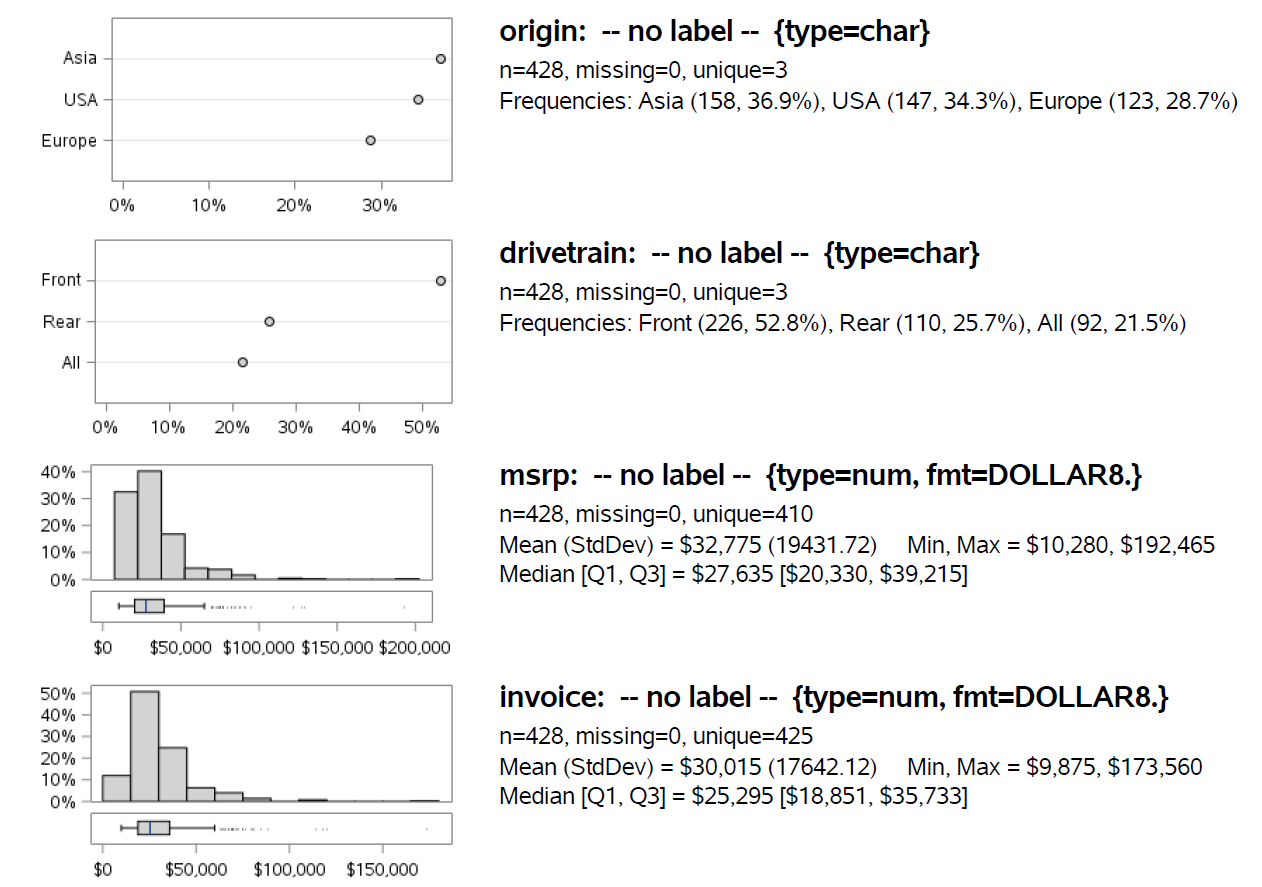 Asia
USA
Europe
0% 10% 20% 30%
origin: -- no label -- {type=char}
n=428, missing=0, unique=3
Frequencies: Asia (158, 36.9%), USA (147, 34.3%), Europe (123, 28.7%)
Front
Rear
All
0% 10% 20% 30% 40% 50%
drivetrain: -- no label -- {type=char}
n=428, missing=0, unique=3
Frequencies: Front (226, 52.8%), Rear (110, 25.7%), All (92, 21.5%)
40%
30%
20%
10%
0%
$0 $50,000 $100,000 $150,000 $200,000
msrp: -- no label -- {type=num, fmt=DOLLAR8.}
n=428, missing=0, unique=410
Mean (StdDev) = $32,775 (19431.72) Min, Max = $10,280, $192,465
Median [Q1, Q3] = $27,635 [$20,330, $39,215]
50%
40%
30%
20%
10%
0%
$0 $50,000 $100,000 $150,000
invoice: -- no label -- {type=num, fmt=DOLLAR8.}
n=428, missing=0, unique=425
Mean (StdDev) = $30,015 (17642.12) Min, Max = $9,875, $173,560
Median [Q1, Q3] = $25,295 [$18,851, $35,733]